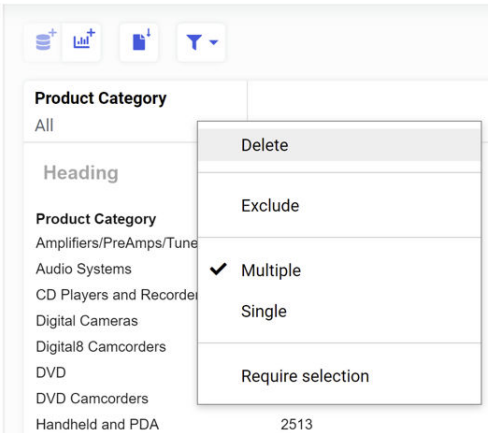 Product Category
All
Delete
Heading
Exclude
Product Category
Amplifiers/PreAmps/Tune
Audio Systems
Multiple
CD Players and Recorder
Digital Cameras
Single
Digital8 Camcorders
DVD
Require selection
DVD Camcorders
Handheld and PDA 2513